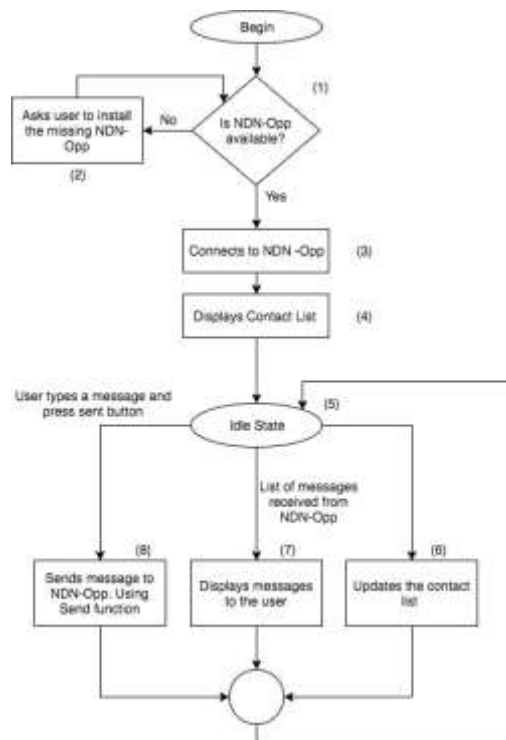 Begin
(1)
Asks user to install
the missing NDN-
Opp
No
Is NDN-Opp
available?
(2)
Yes
Connects to NDN -Opp
(3)
Displays Contact List
(4)
User types a message and
press sent button
(5)
Idle State
List of messages
received from
NDN-Opp
(8)
(7)
(6)
Sends message to
NDN-Opp. Using
Send function
Displays messages
to the user
Updates the contact
list